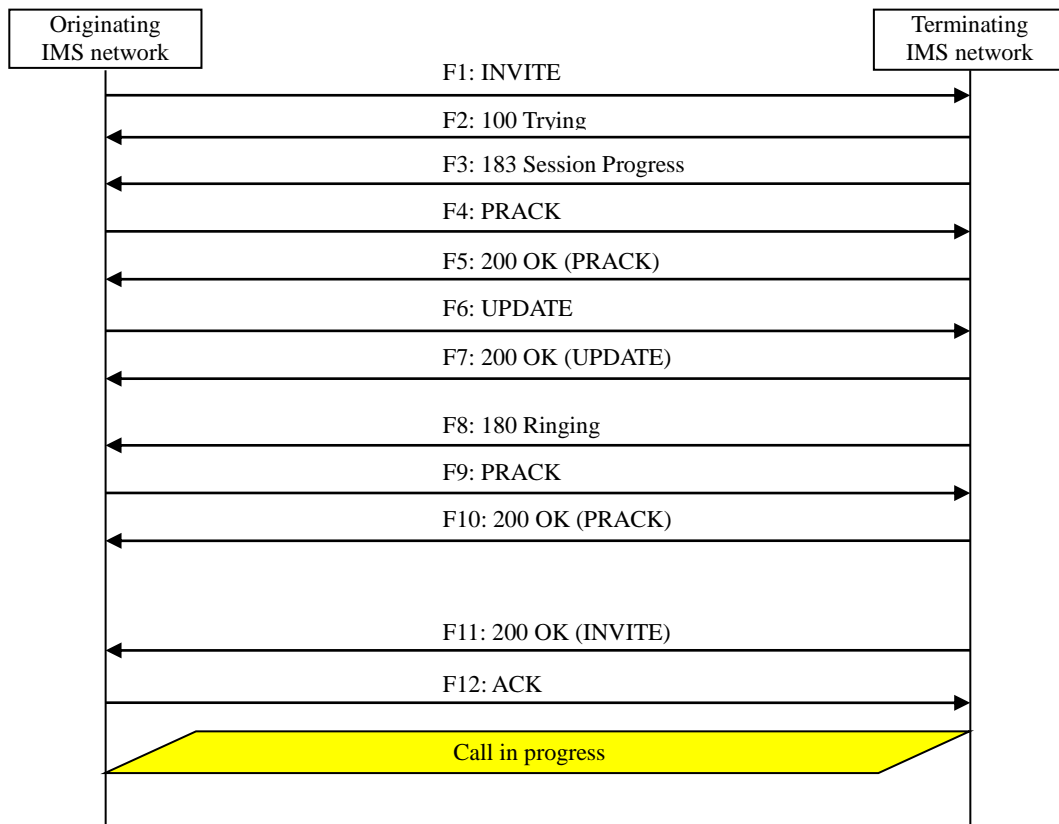 Originating
IMS network
Terminating
IMS network
F1: INVITE
F2: 100 Trying
F3: 183 Session Progress
F4: PRACK
F5: 200 OK (PRACK)
F6: UPDATE
F7: 200 OK (UPDATE)
F8: 180 Ringing
F9: PRACK
F10: 200 OK (PRACK)
F11: 200 OK (INVITE)
F12: ACK
Call in progress